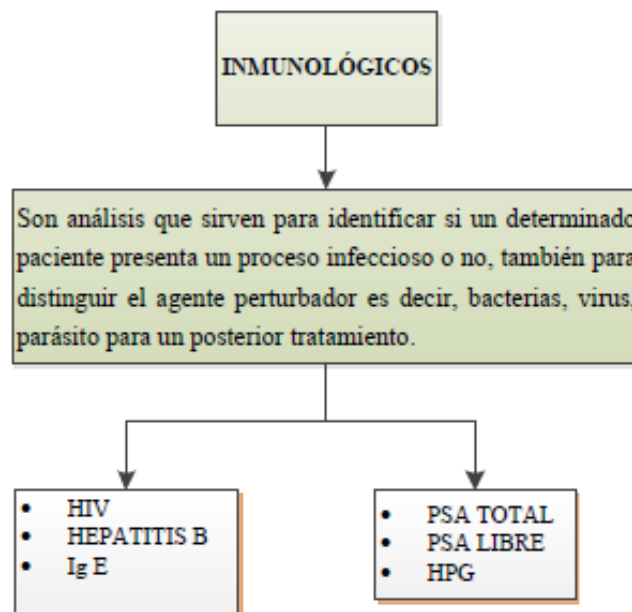 INMUNOLÓGICOS
Son análisis que sirven para identificar si un determinado
paciente presenta un proceso infeccioso o no, también para
distinguir el agente perturbador es decir, bacterias, virus,
parásito para un posterior tratamiento.
• HIV
• HEPATITIS B
• Ig E
• PSA TOTAL
• PSA LIBRE
• HPG